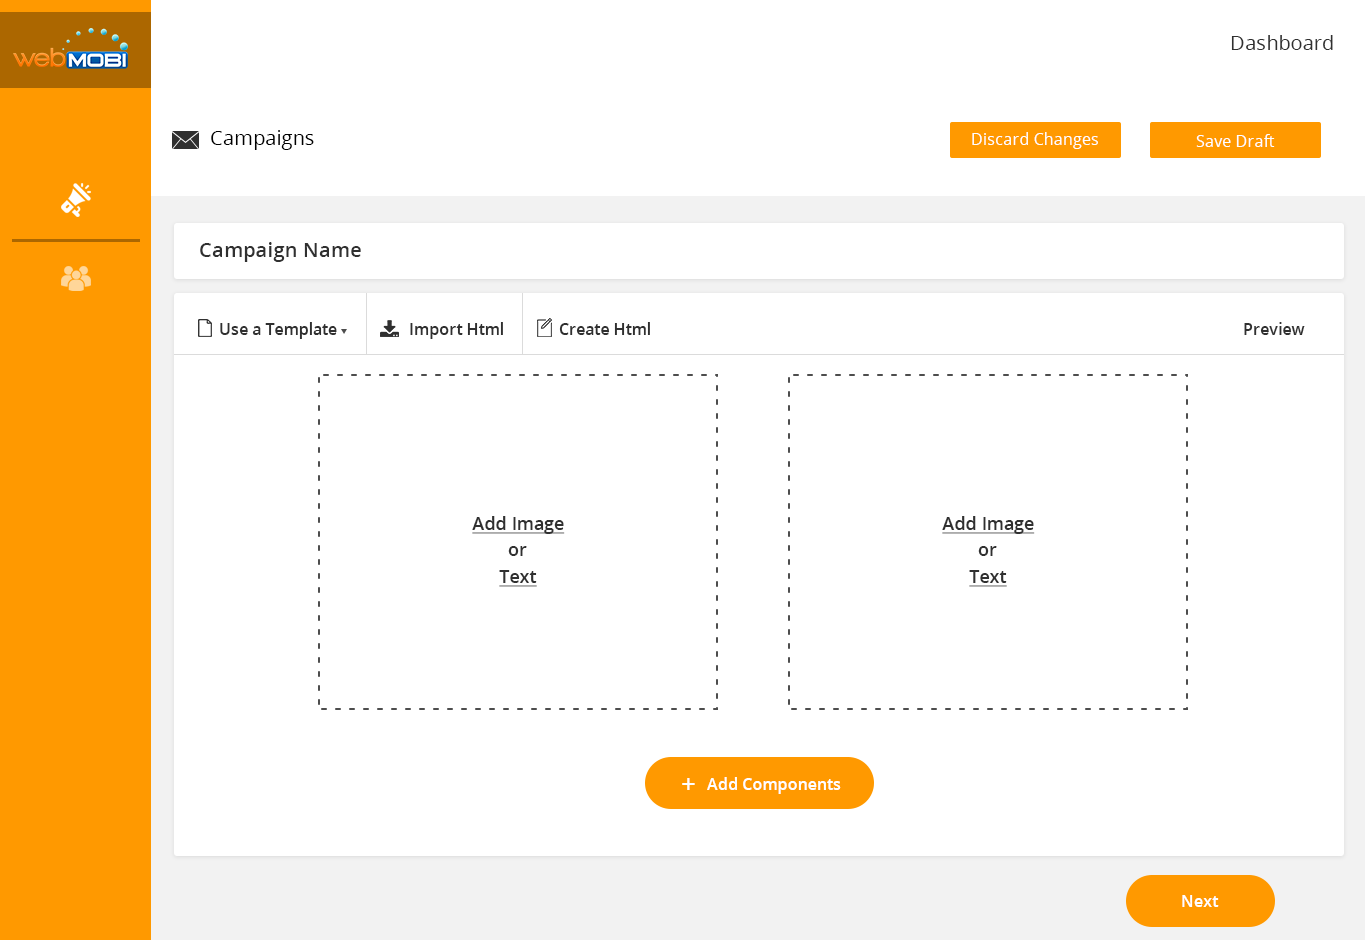 webMOBI
Dashboard
Campaigns
Discard Changes
Save Draft
Campaign Name
Use a Template
Import Html
Create Html
Preview
Add Image
or
Text
Add Image
or
Text
+ Add Components
Next